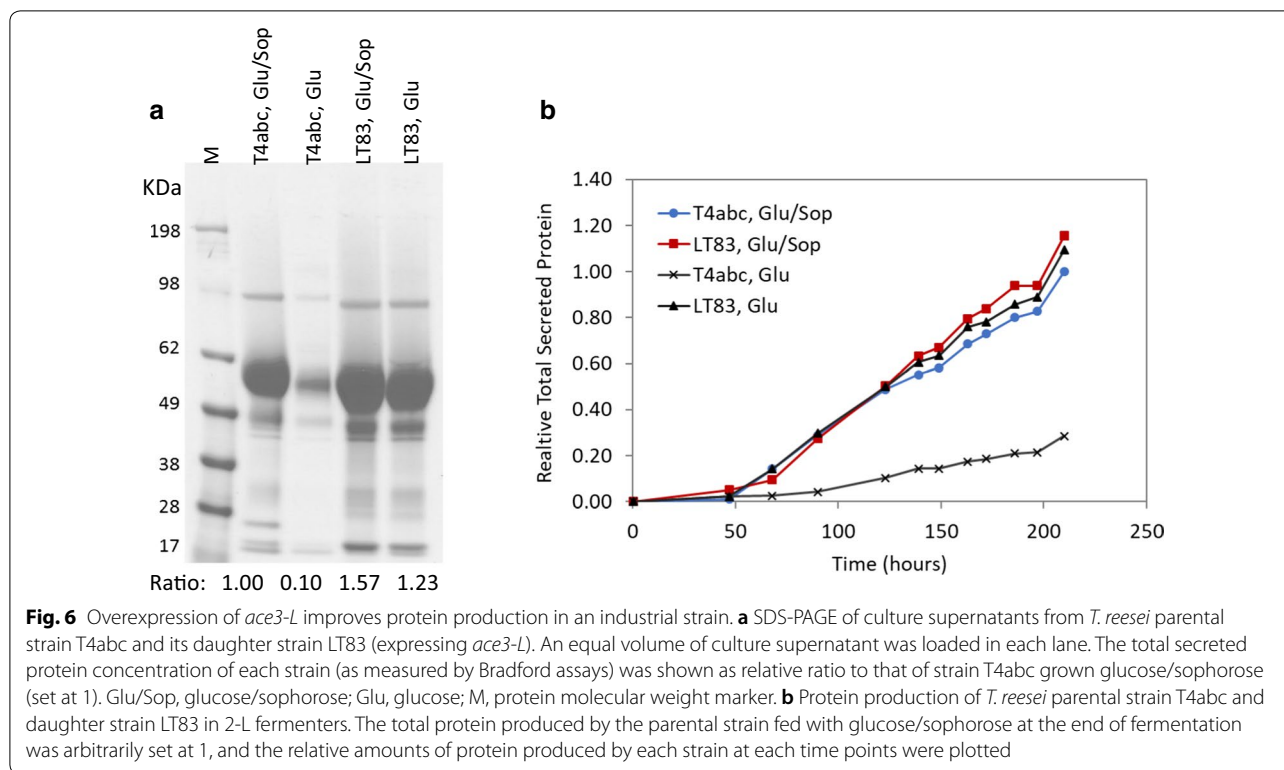 a
M
T4abc, Glu/Sop
T4abc, Glu
LT83, Glu/Sop
LT83, Glu
KDa
198
98
62
49
38
28
17
Ratio: 1.00 0.10 1.57 1.23
b
Realtive Total Secreted Protein
1.40
1.20
1.00
0.80
0.60
0.40
0.20
0.00
T4abc, Glu/Sop
LT83, Glu/Sop
T4abc, Glu
LT83, Glu
0 50 100 150 200 250
Time (hours)
Fig. 6 Overexpression of ace3-L improves protein production in an industrial strain. a SDS-PAGE of culture supernatants from T. reesei parental
strain T4abc and its daughter strain LT83 (expressing ace3-L). An equal volume of culture supernatant was loaded in each lane. The total secreted
protein concentration of each strain (as measured by Bradford assays) was shown as relative ratio to that of strain T4abc grown glucose/sophorose
(set at 1). Glu/Sop, glucose/sophorose; Glu, glucose; M, protein molecular weight marker. b Protein production of T. reesei parental strain T4abc and
daughter strain LT83 in 2-L fermenters. The total protein produced by the parental strain fed with glucose/sophorose at the end of fermentation
was arbitrarily set at 1, and the relative amounts of protein produced by each strain at each time points were plotted